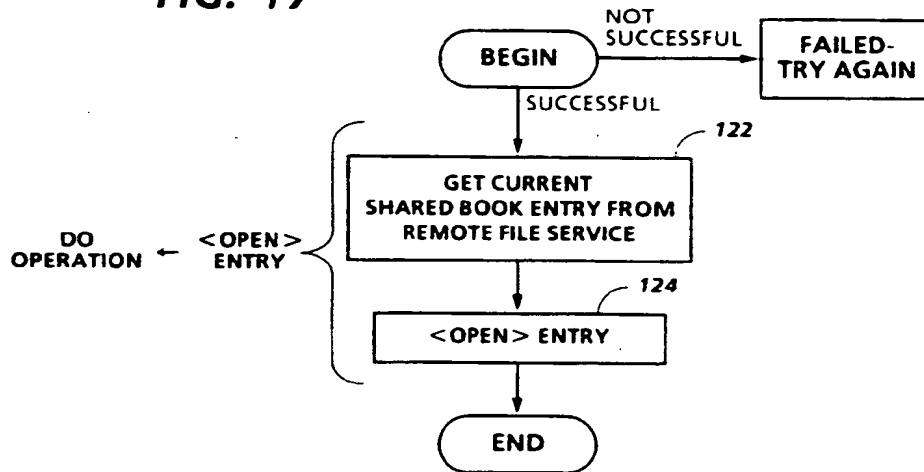 NOT
SUCCESSFUL
BEGIN
FAILED-
TRY AGAIN
SUCCESSFUL
122
GET CURRENT
SHARED BOOK ENTRY FROM
REMOTE FILE SERVICE
DO
OPERATION
← <OPEN>
ENTRY
124
<OPEN> ENTRY
END